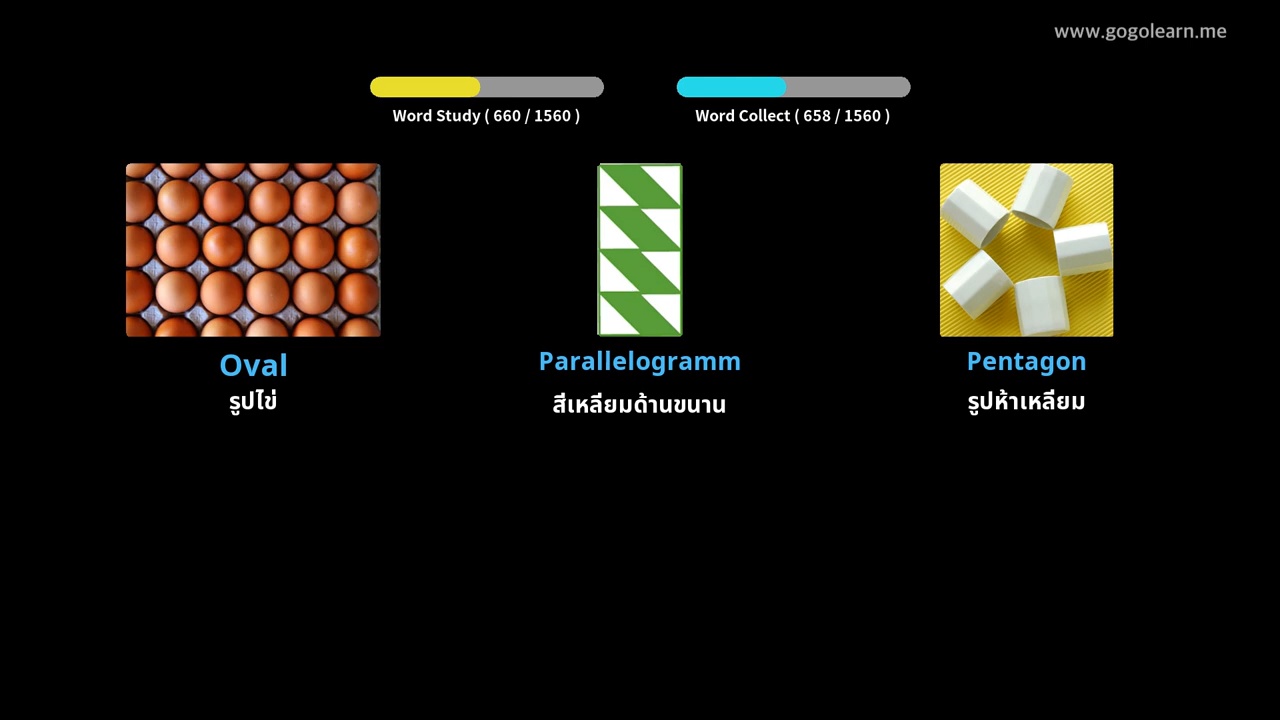 www.gogolearn.me
Word Study ( 660 / 1560 )
Word Collect ( 658 / 1560 )
Oval
รูปไข่
Parallelogramm
สี่เหลี่ยมด้านขนาน
Pentagon
รูปห้าเหลี่ยม